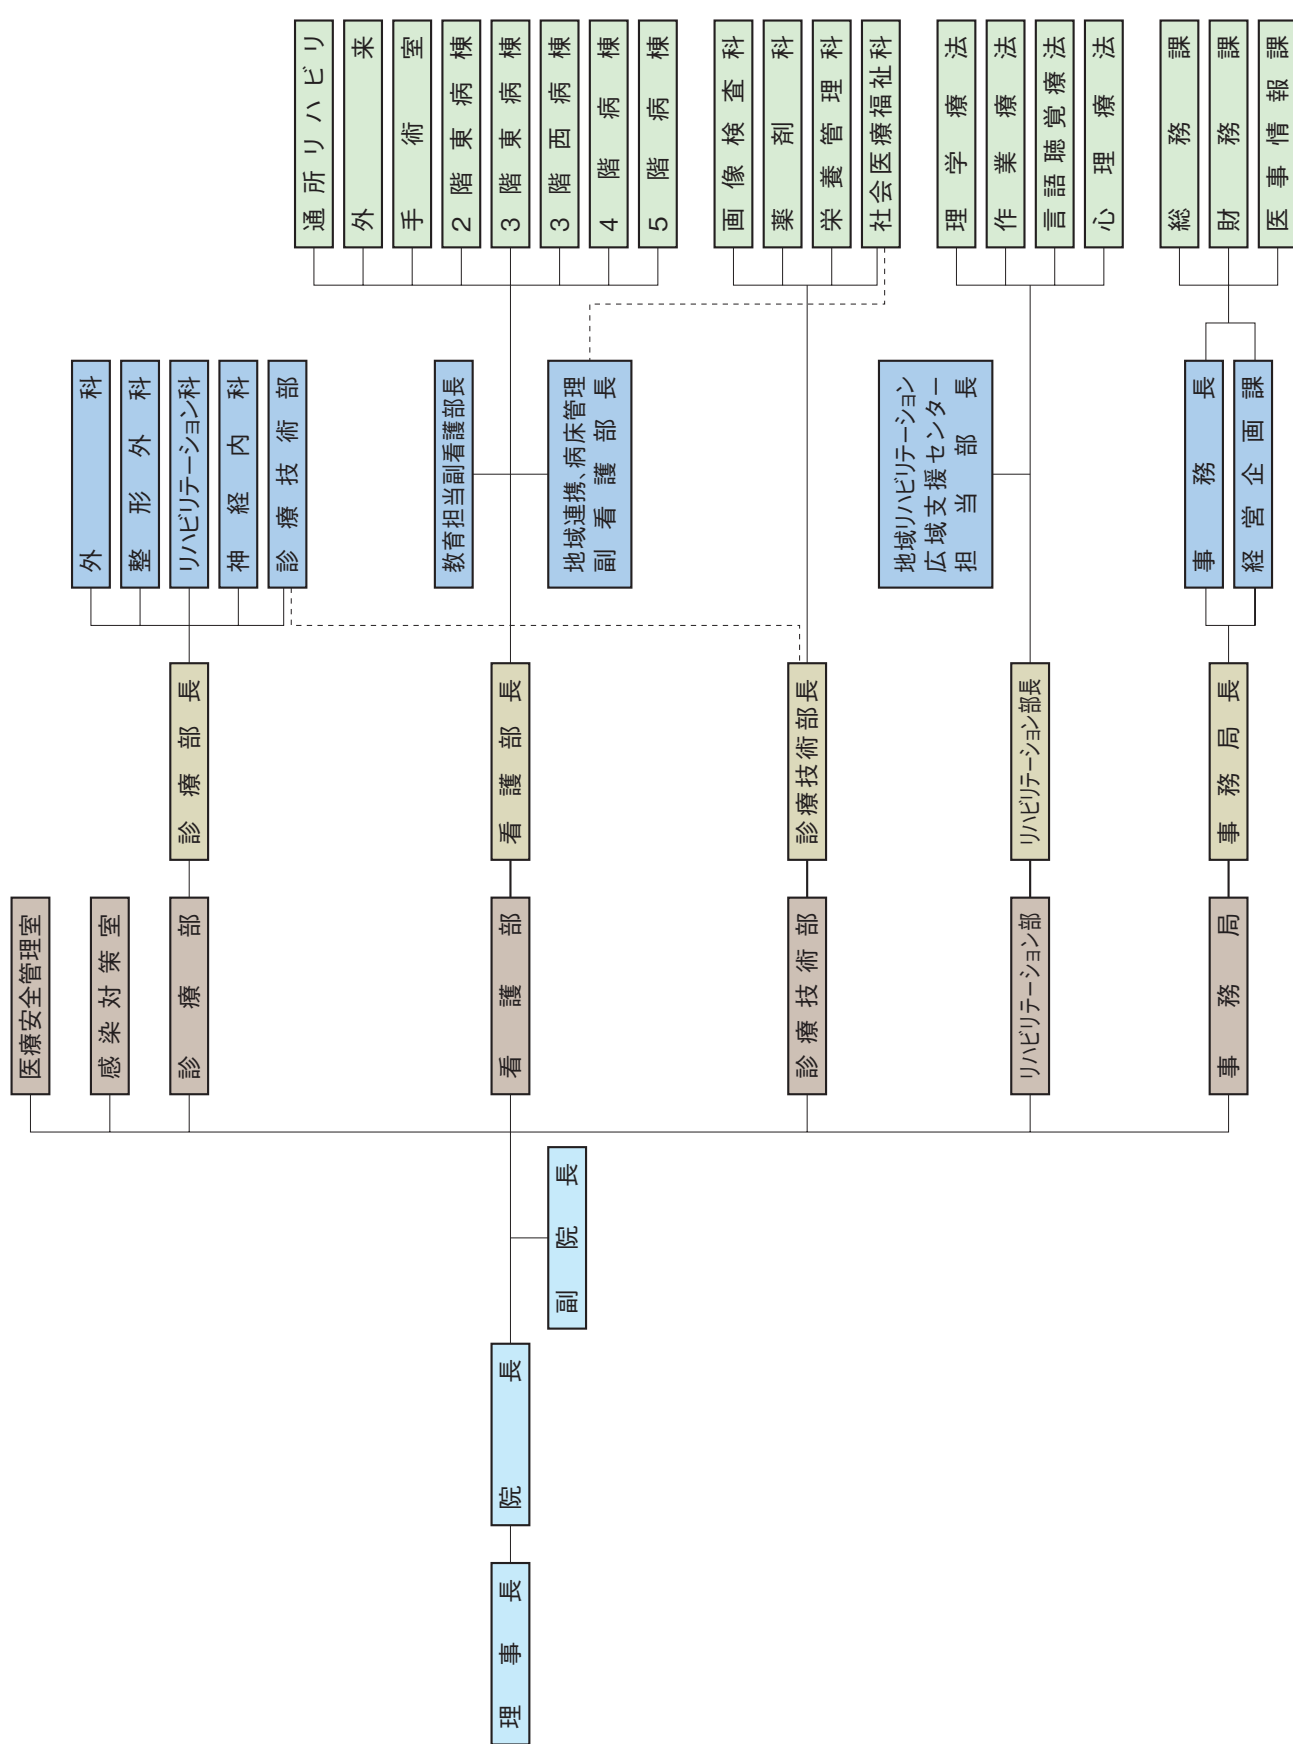 理事長
院長
副院長
医療安全管理室
感染対策室
診療部
看護部
診療技術部
リハビリテーション部
事務局
診療部長
看護部長
診療技術部長
リハビリテーション部長
事務局長
外科
整形外科
リハビリテーション科
神経内科
診療技術部
教育担当副看護部長
地域連携、病床管理
副看護部長
地域リハビリテーション
広域支援センター
担当部長
事務長
経営企画課
通所リハビリ
外来
手術室
2階東病棟
3階東病棟
3階西病棟
4階病棟
5階病棟
画像検査科
薬剤科
栄養管理科
社会医療福祉科
理学療法
作業療法
言語聴覚療法
心理療法
総務課
財務課
医事情報課